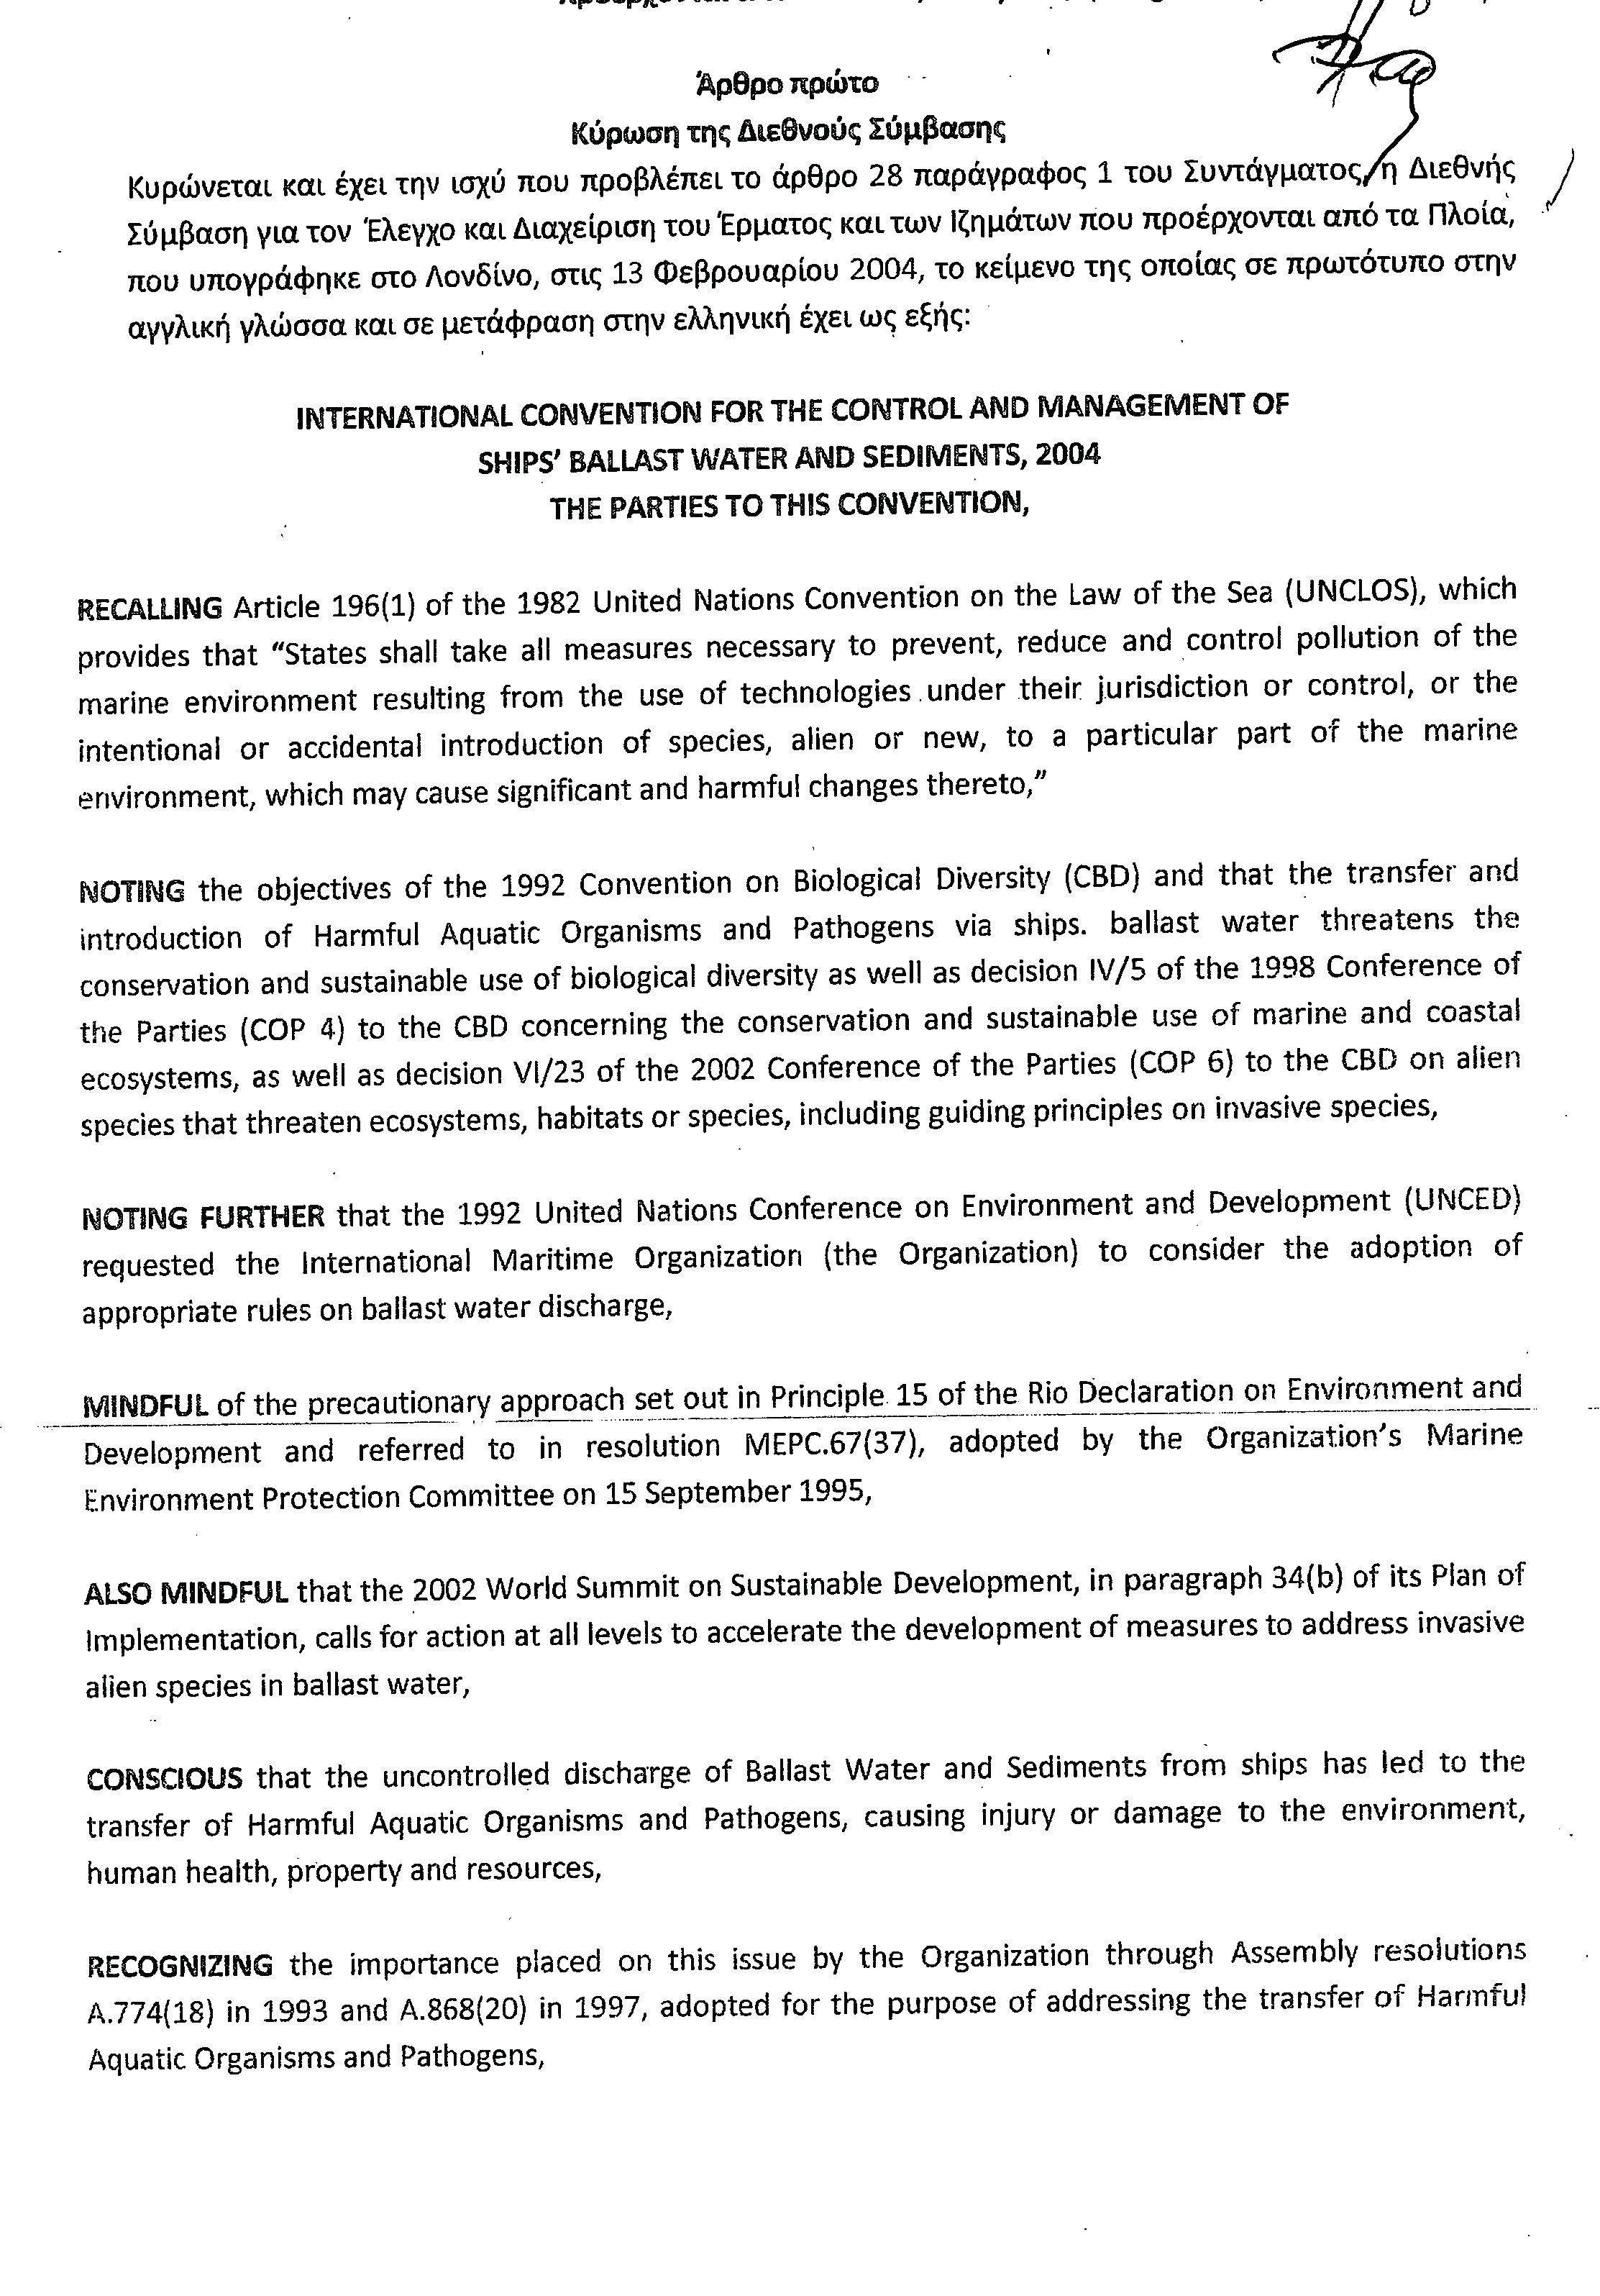 Άρθρο πρώτο
Κύρωση της Διεθνούς Σύμβασης
Κυρώνεται και έχει την ισχύ που προβλέπει το άρθρο 28 παράγραφος 1 του Συντάγματος, η Διεθνής
Σύμβαση για τον Έλεγχο και Διαχείριση του Έρματος και των Ιζημάτων που προέρχονται από τα Πλοία,
που υπογράφηκε στο Λονδίνο, στις 13 Φεβρουαρίου 2004, το κείμενο της οποίας σε πρωτότυπο στην
αγγλική γλώσσα και σε μετάφραση στην ελληνική έχει ως εξής:
INTERNATIONAL CONVENTION FOR THE CONTROL AND MANAGEMENT OF
SHIPS' BALLAST WATER AND SEDIMENTS, 2004
THE PARTIES TO THIS CONVENTION,
RECALLING Article 196(1) of the 1982 United Nations Convention on the Law of the Sea (UNCLOS), which
provides that "States shall take all measures necessary to prevent, reduce and control pollution of the
marine environment resulting from the use of technologies under their jurisdiction or control, or the
intentional or accidental introduction of species, alien or new, to a particular part of the marine
environment, which may cause significant and harmful changes thereto,"
NOTING the objectives of the 1992 Convention on Biological Diversity (CBD) and that the transfer and
introduction of Harmful Aquatic Organisms and Pathogens via ships. ballast water threatens the
conservation and sustainable use of biological diversity as well as decision IV/5 of the 1998 Conference of
the Parties (COP 4) to the CBD concerning the conservation and sustainable use of marine and coastal
ecosystems, as well as decision VI/23 of the 2002 Conference of the Parties (COP 6) to the CBD on alien
species that threaten ecosystems, habitats or species, including guiding principles on invasive species,
NOTING FURTHER that the 1992 United Nations Conference on Environment and Development (UNCED)
requested the International Maritime Organization (the Organization) to consider the adoption of
appropriate rules on ballast water discharge,
MINDFUL of the precautionary approach set out in Principle 15 of the Rio Declaration on Environment and
Development and referred to in resolution MEPC.67(37), adopted by the Organization's Marine
Environment Protection Committee on 15 September 1995,
ALSO MINDFUL that the 2002 World Summit on Sustainable Development, in paragraph 34(b) of its Plan of
Implementation, calls for action at all levels to accelerate the development of measures to address invasive
alien species in ballast water,
CONSCIOUS that the uncontrolled discharge of Ballast Water and Sediments from ships has led to the
transfer of Harmful Aquatic Organisms and Pathogens, causing injury or damage to the environment,
human health, property and resources,
RECOGNIZING the importance placed on this issue by the Organization through Assembly resolutions
A.774(18) in 1993 and A.868(20) in 1997, adopted for the purpose of addressing the transfer of Harmful
Aquatic Organisms and Pathogens,